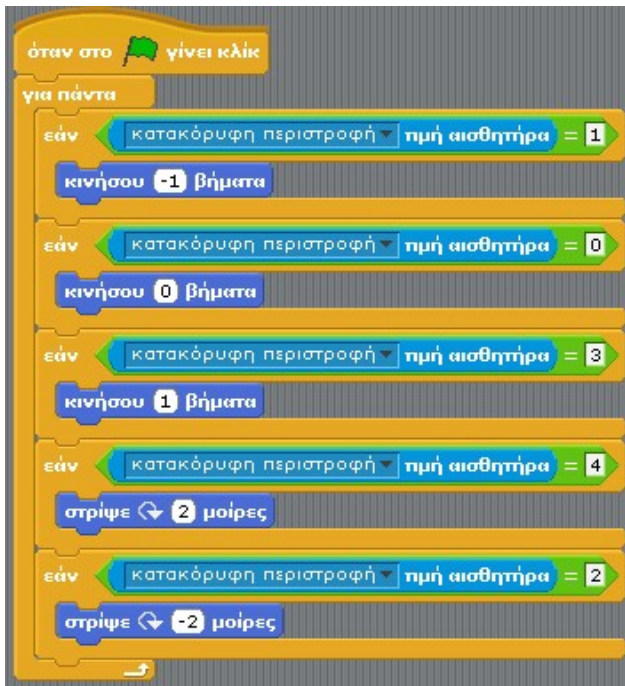 όταν στο γίνει κλίκ
για πάντα
εάν κατακόρυφη περιστροφή τιμή αισθητήρα = 1
κινήσου -1 βήματα
εάν κατακόρυφη περιστροφή τιμή αισθητήρα = 0
κινήσου 0 βήματα
εάν κατακόρυφη περιστροφή τιμή αισθητήρα = 3
κινήσου 1 βήματα
εάν κατακόρυφη περιστροφή τιμή αισθητήρα = 4
στρίψε 2 μοίρες
εάν κατακόρυφη περιστροφή τιμή αισθητήρα = 2
στρίψε -2 μοίρες